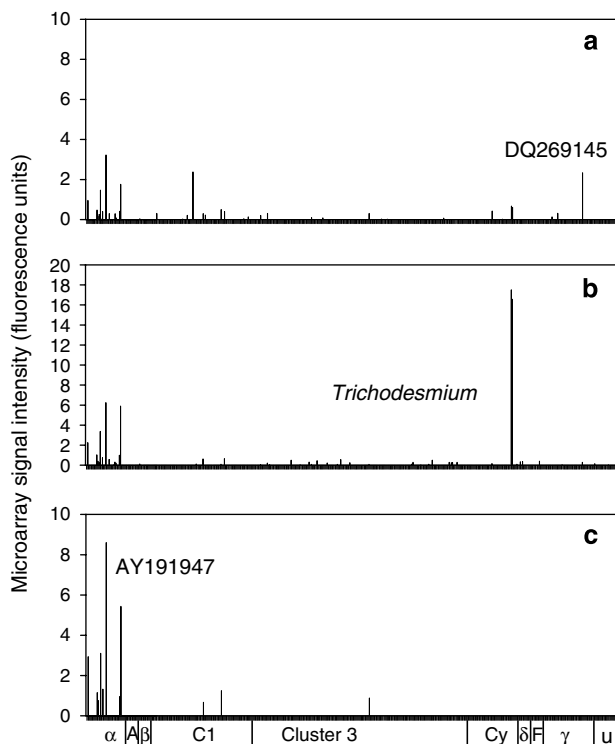 Microarray signal intensity (fluorescence units)
10
8
6
4
2
0
a
DQ269145
20
18
16
14
12
10
8
6
4
2
0
b
Trichodesmium
10
8
6
4
2
0
c
AY191947
α A β C1 Cluster 3 Cy δ F γ u